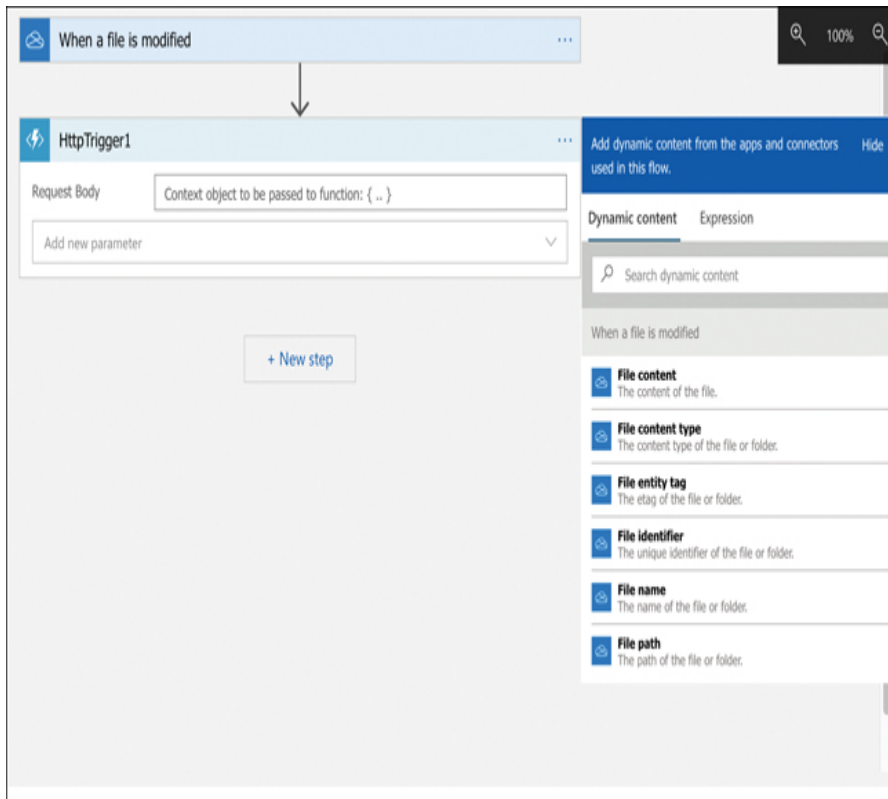 When a file is modified
...
100%
HttpTrigger1
...
Request Body
Context object to be passed to function: { .. }
Add new parameter
+ New step
Add dynamic content from the apps and connectors
used in this flow.
Hide
Dynamic content
Expression
Search dynamic content
When a file is modified
File content
The content of the file.
File content type
The content type of the file or folder.
File entity tag
The etag of the file or folder.
File identifier
The unique identifier of the file or folder.
File name
The name of the file or folder.
File path
The path of the file or folder.